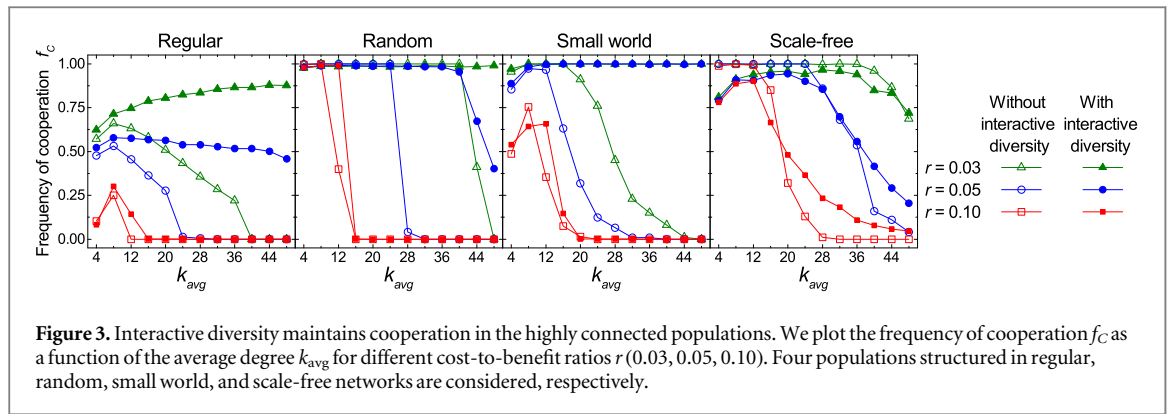 Regular Random Small world Scale-free
Frequency of cooperation f_C
1.00
0.75
0.50
0.25
0.00
4 12 20 28 36 44 4 12 20 28 36 44 4 12 20 28 36 44 4 12 20 28 36 44
k_avg k_avg k_avg k_avg
Without With
interactive interactive
diversity diversity
r = 0.03
r = 0.05
r = 0.10
Figure 3. Interactive diversity maintains cooperation in the highly connected populations. We plot the frequency of cooperation f_C as
a function of the average degree k_avg for different cost-to-benefit ratios r (0.03, 0.05, 0.10). Four populations structured in regular,
random, small world, and scale-free networks are considered, respectively.